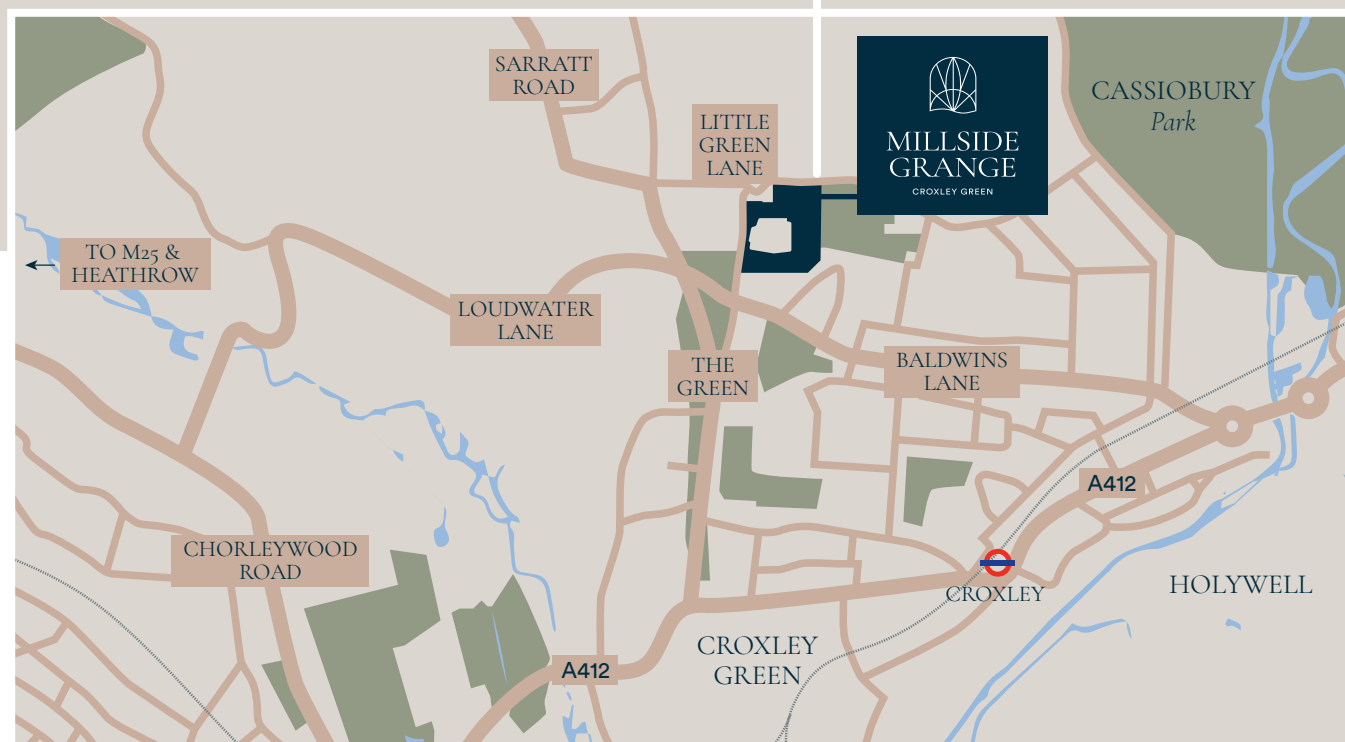 SARRATT
ROAD
LITTLE
GREEN
LANE
MILLSIDE
GRANGE
CROXLEY GREEN
CASSIOBURY
Park
TO M25 &
HEATHROW
LOUDWATER
LANE
THE
GREEN
BALDWINS
LANE
A412
CHORLEYWOOD
ROAD
CROXLEY
HOLYWELL
CROXLEY
GREEN
A412